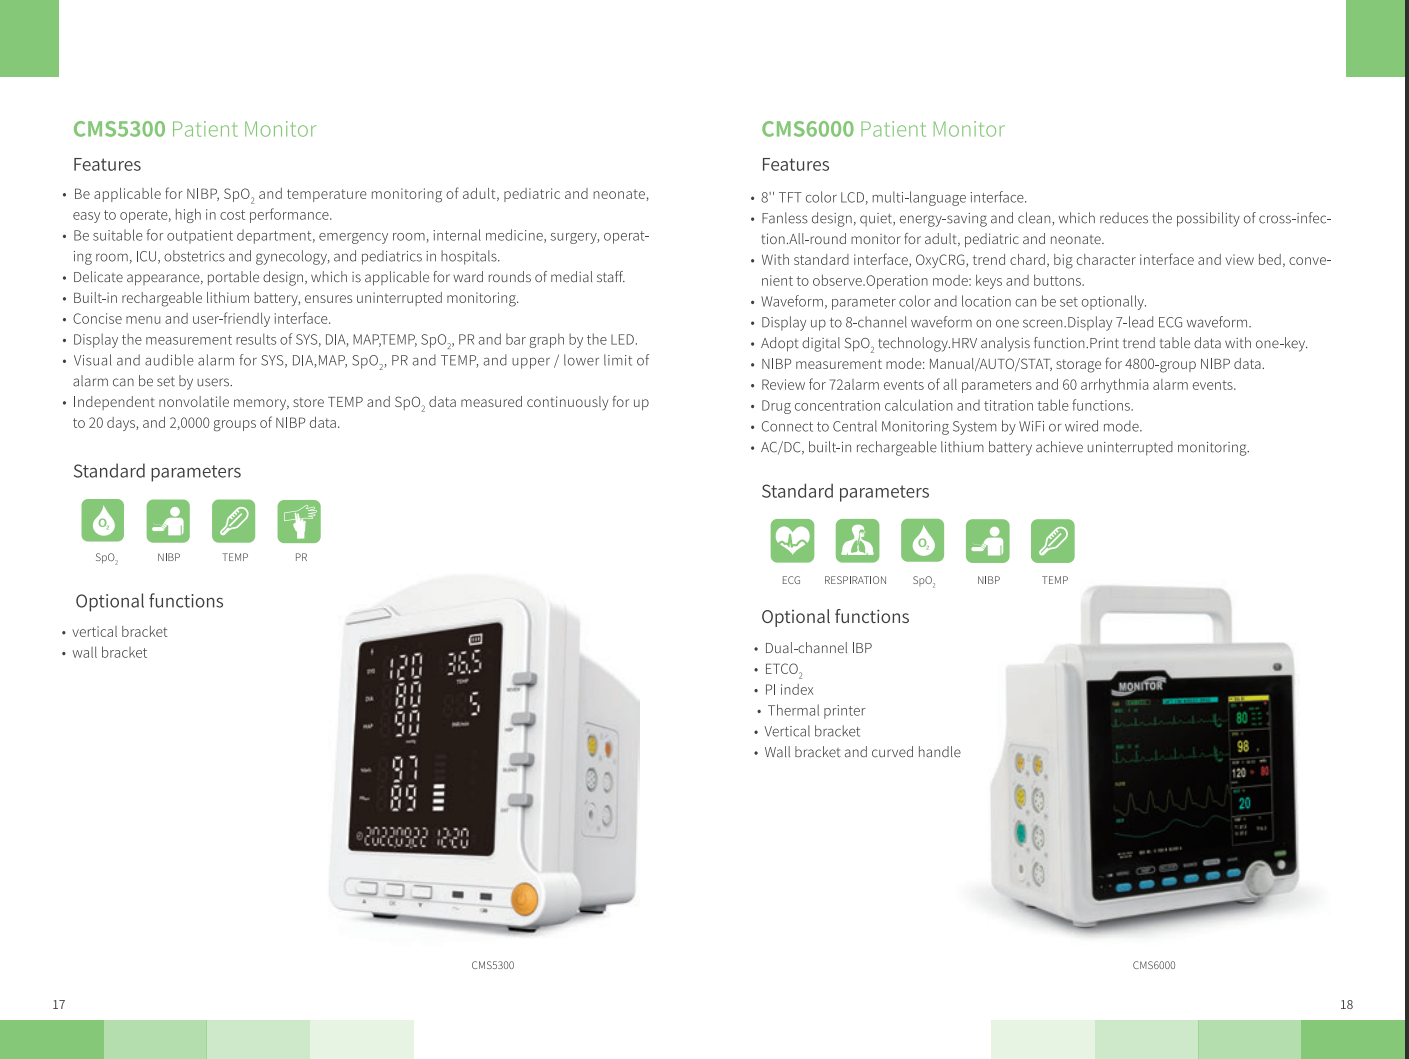 CMS5300 Patient Monitor
Features
• Be applicable for NIBP, SpO2 and temperature monitoring of adult, pediatric and neonate,
easy to operate, high in cost performance.
• Be suitable for outpatient department, emergency room, internal medicine, surgery, operat-
ing room, ICU, obstetrics and gynecology, and pediatrics in hospitals.
• Delicate appearance, portable design, which is applicable for ward rounds of medial staff.
• Built-in rechargeable lithium battery, ensures uninterrupted monitoring.
• Concise menu and user-friendly interface.
• Display the measurement results of SYS, DIA, MAP,TEMP, SpO2, PR and bar graph by the LED.
• Visual and audible alarm for SYS, DIA,MAP, SpO2, PR and TEMP, and upper / lower limit of
alarm can be set by users.
• Independent nonvolatile memory, store TEMP and SpO2 data measured continuously for up
to 20 days, and 2,0000 groups of NIBP data.
Standard parameters
O2
SpO2 NIBP TEMP PR
Optional functions
• vertical bracket
• wall bracket
SYS 120 36.5
TEMP
DIA 80 5
MAP 90
97
89
2022.09.22 12:20
CMS5300
17
CMS6000 Patient Monitor
Features
• 8'' TFT color LCD, multi-language interface.
• Fanless design, quiet, energy-saving and clean, which reduces the possibility of cross-infec-
tion.All-round monitor for adult, pediatric and neonate.
• With standard interface, OxyCRG, trend chard, big character interface and view bed, conve-
nient to observe.Operation mode: keys and buttons.
• Waveform, parameter color and location can be set optionally.
• Display up to 8-channel waveform on one screen.Display 7-lead ECG waveform.
• Adopt digital SpO2 technology.HRV analysis function.Print trend table data with one-key.
• NIBP measurement mode: Manual/AUTO/STAT, storage for 4800-group NIBP data.
• Review for 72alarm events of all parameters and 60 arrhythmia alarm events.
• Drug concentration calculation and titration table functions.
• Connect to Central Monitoring System by WiFi or wired mode.
• AC/DC, built-in rechargeable lithium battery achieve uninterrupted monitoring.
Standard parameters
O2
ECG RESPIRATION SpO2 NIBP TEMP
Optional functions
• Dual-channel IBP
• ETCO2
• PI index
• Thermal printer
• Vertical bracket
• Wall bracket and curved handle
MONITOR
80
98
120 80
20
CMS6000
18